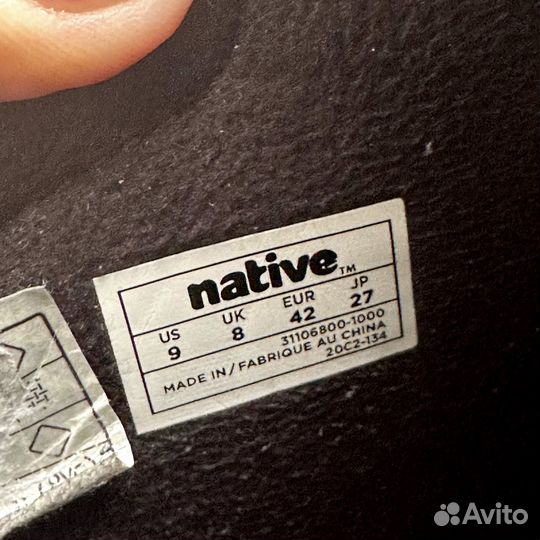 native™
US UK EUR JP
9 8 42 27
31106800-1000
MADE IN / FABRIQUE AU CHINA
20C2-134
Avito